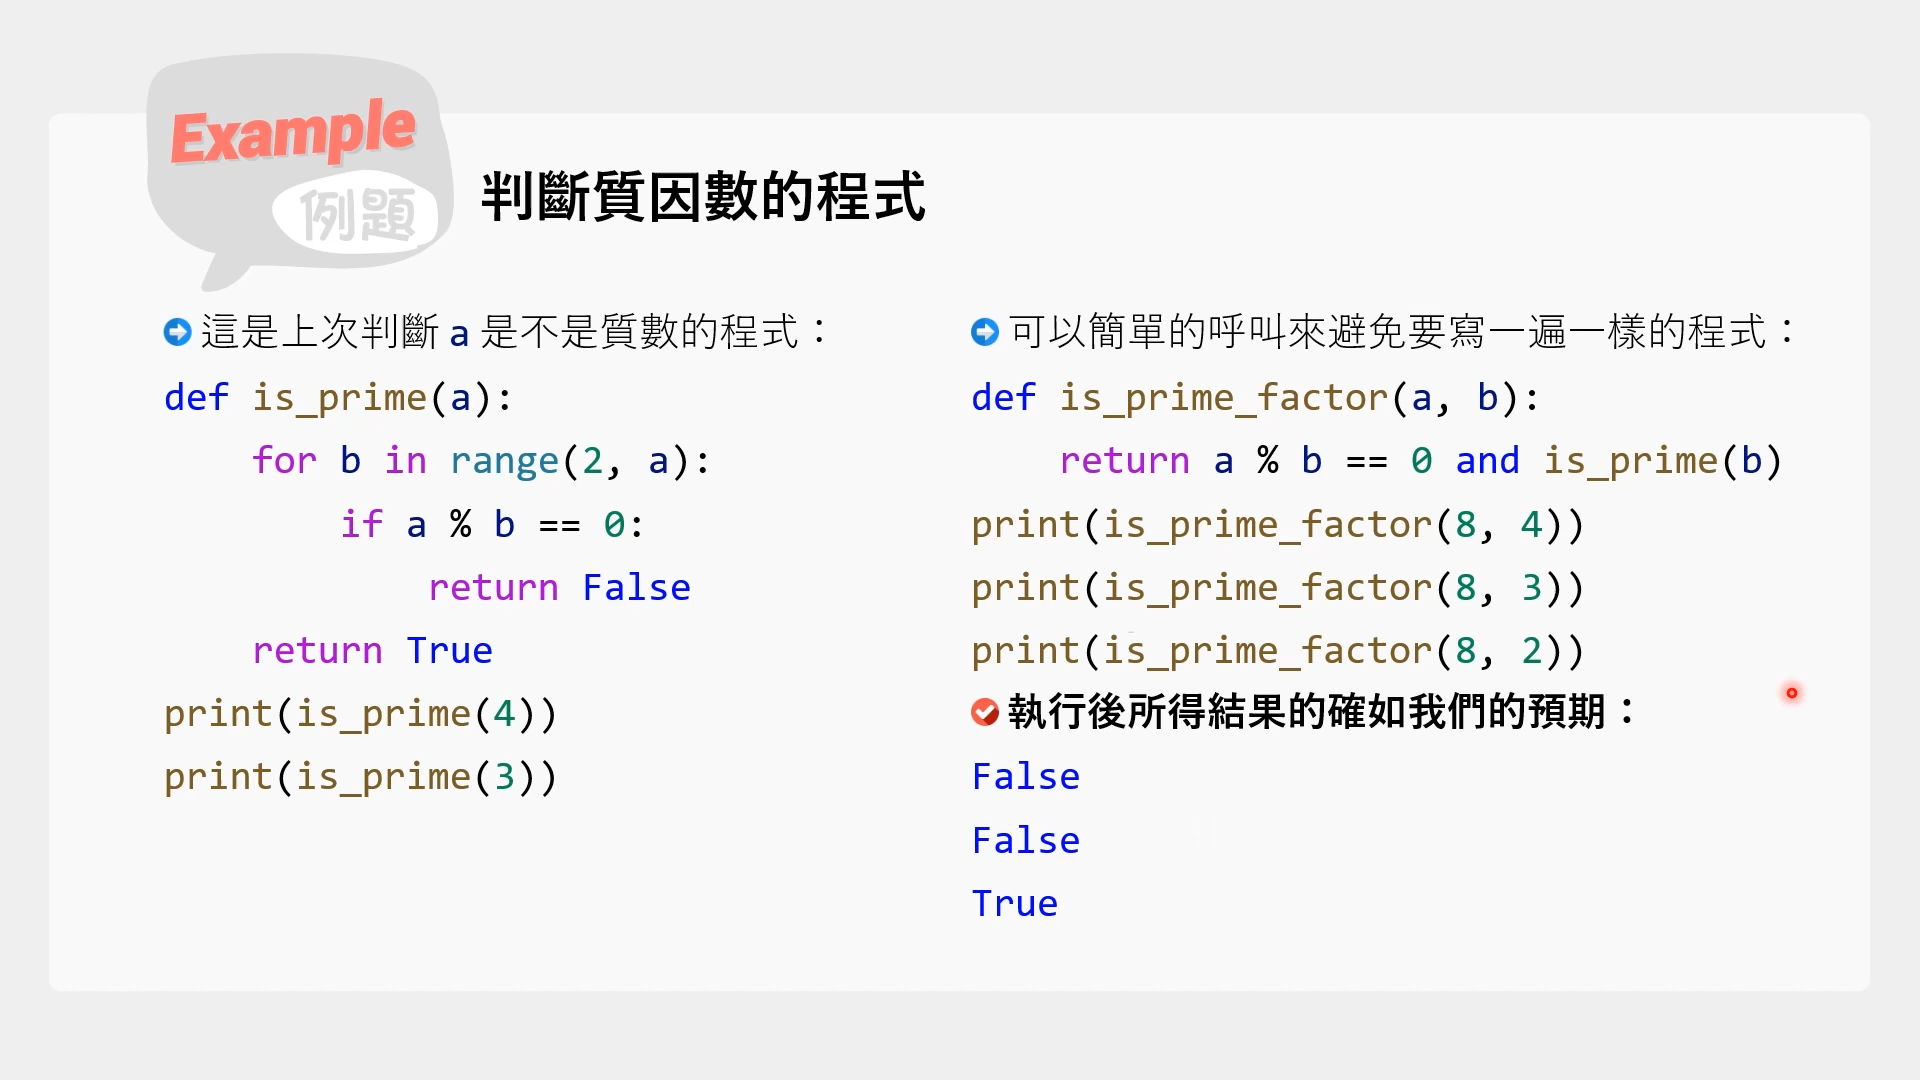 Example
例題
判斷質因數的程式
這是上次判斷 a 是不是質數的程式：
def is_prime(a):
    for b in range(2, a):
        if a % b == 0:
            return False
    return True
print(is_prime(4))
print(is_prime(3))
可以簡單的呼叫來避免要寫一遍一樣的程式：
def is_prime_factor(a, b):
    return a % b == 0 and is_prime(b)
print(is_prime_factor(8, 4))
print(is_prime_factor(8, 3))
print(is_prime_factor(8, 2))
執行後所得結果的確如我們的預期：
False
False
True